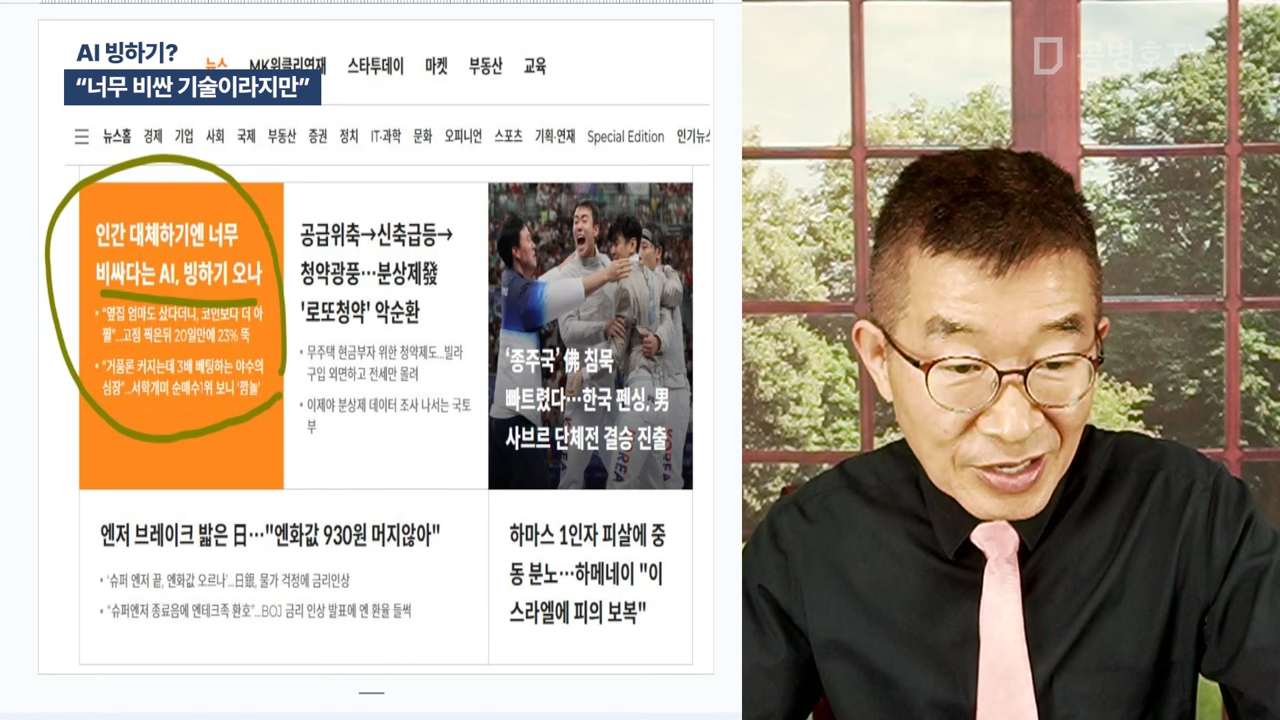 AI 빙하기?
“너무 비싼 기술이라지만”
뉴스 MK위클리연재 스타투데이 마켓 부동산 교육
뉴스홈 경제 기업 사회 국제 부동산 증권 정치 IT·과학 문화 오피니언 스포츠 기획·연재 Special Edition 인기뉴스
인간 대체하기엔 너무
비싸다는 AI, 빙하기 오나
• “옆집 엄마도 샀다더니, 코인보다 더 아
찔”...고점 찍은뒤 20일만에 23% 뚝
• “거품론 커지는데 3배 베팅하는 야수의
심장”...서학개미 순매수1위 보니 ‘깜놀’
공급위축→신축급등→
청약광풍…분상제發
'로또청약' 악순환
• 무주택 현금부자 위한 청약제도...빌라
구입 외면하고 전세만 몰려
• 이제야 분상제 데이터 조사 나서는 국토
부
‘종주국’ 佛 침묵
빠트렸다…한국 펜싱, 男
사브르 단체전 결승 진출
엔저 브레이크 밟은 日…"엔화값 930원 머지않아"
• ‘슈퍼 엔저 끝, 엔화값 오르나’...日銀, 물가 걱정에 금리인상
• “슈퍼엔저 종료음에 엔테크족 환호”...BOJ 금리 인상 발표에 엔 환율 들썩
하마스 1인자 피살에 중
동 분노…하메네이 "이
스라엘에 피의 보복"
공병호TV
KOREA